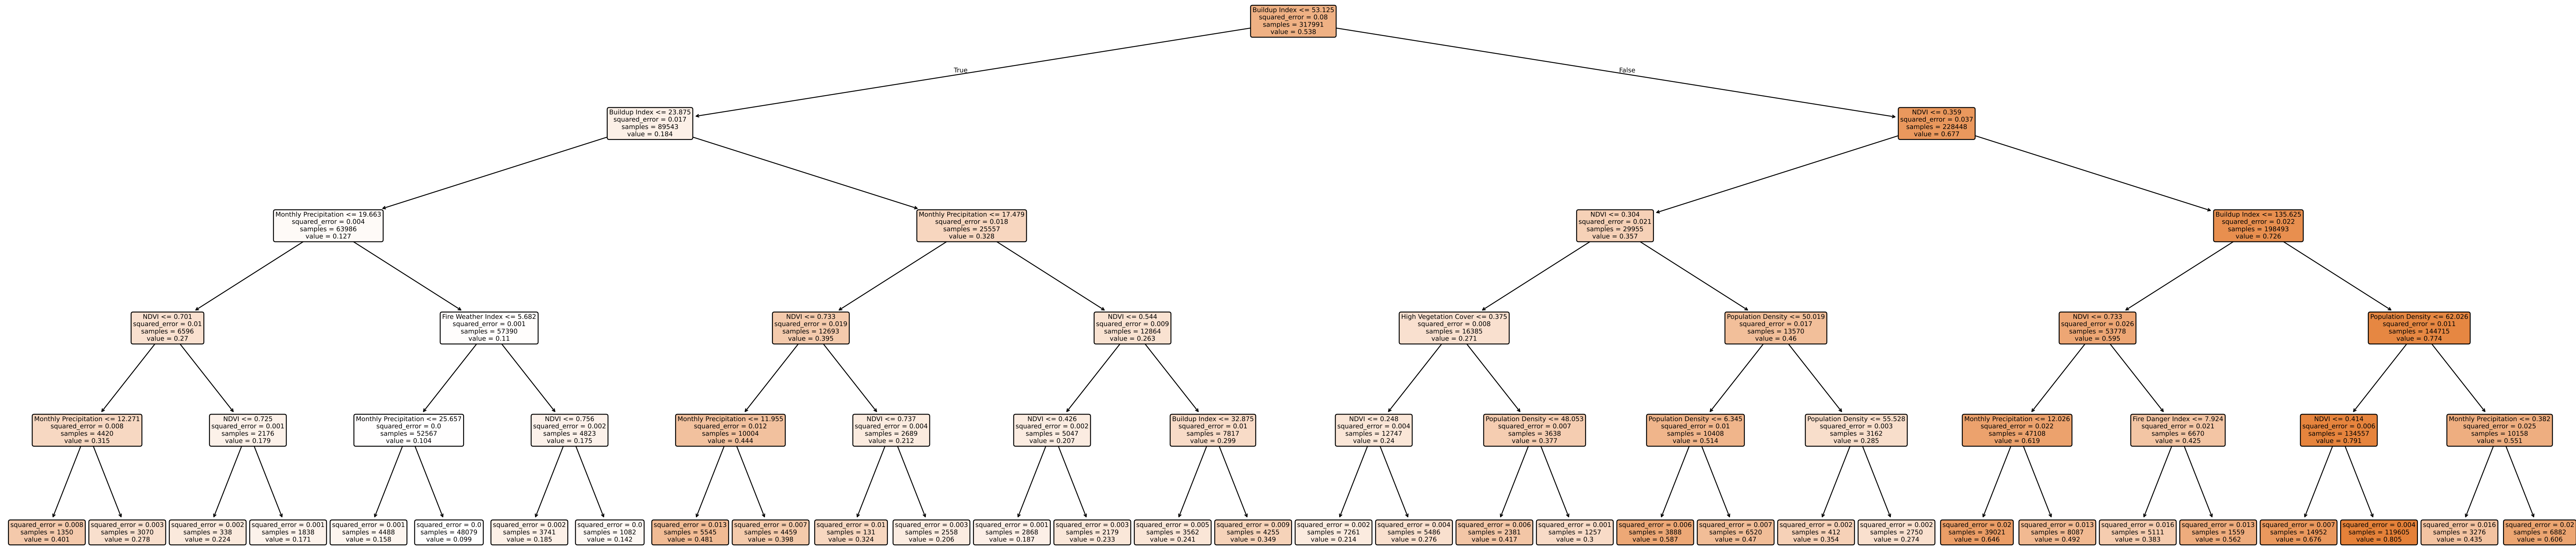 Buildup Index <= 53.125
squared_error = 0.08
samples = 317991
value = 0.538
True
False
Buildup Index <= 23.875
squared_error = 0.017
samples = 89543
value = 0.184
NDVI <= 0.359
squared_error = 0.037
samples = 228448
value = 0.677
Monthly Precipitation <= 19.663
squared_error = 0.004
samples = 63986
value = 0.127
Monthly Precipitation <= 17.479
squared_error = 0.018
samples = 25557
value = 0.328
NDVI <= 0.304
squared_error = 0.021
samples = 29955
value = 0.357
Buildup Index <= 135.625
squared_error = 0.022
samples = 198493
value = 0.726
NDVI <= 0.701
squared_error = 0.01
samples = 6596
value = 0.27
Fire Weather Index <= 5.682
squared_error = 0.001
samples = 57390
value = 0.11
NDVI <= 0.733
squared_error = 0.019
samples = 12693
value = 0.395
NDVI <= 0.544
squared_error = 0.009
samples = 12864
value = 0.263
High Vegetation Cover <= 0.375
squared_error = 0.008
samples = 16385
value = 0.271
Population Density <= 50.019
squared_error = 0.017
samples = 13570
value = 0.46
NDVI <= 0.733
squared_error = 0.026
samples = 53778
value = 0.595
Population Density <= 62.026
squared_error = 0.011
samples = 144715
value = 0.774
Monthly Precipitation <= 12.271
squared_error = 0.008
samples = 4420
value = 0.315
NDVI <= 0.725
squared_error = 0.001
samples = 2176
value = 0.179
Monthly Precipitation <= 25.657
squared_error = 0.0
samples = 52567
value = 0.104
NDVI <= 0.756
squared_error = 0.002
samples = 4823
value = 0.175
Monthly Precipitation <= 11.955
squared_error = 0.012
samples = 10004
value = 0.444
NDVI <= 0.737
squared_error = 0.004
samples = 2689
value = 0.212
NDVI <= 0.426
squared_error = 0.002
samples = 5047
value = 0.207
Buildup Index <= 32.875
squared_error = 0.01
samples = 7817
value = 0.299
NDVI <= 0.248
squared_error = 0.004
samples = 12747
value = 0.24
Population Density <= 48.053
squared_error = 0.007
samples = 3638
value = 0.377
Population Density <= 6.345
squared_error = 0.01
samples = 10408
value = 0.514
Population Density <= 55.528
squared_error = 0.003
samples = 3162
value = 0.285
Monthly Precipitation <= 12.026
squared_error = 0.022
samples = 47108
value = 0.619
Fire Danger Index <= 7.924
squared_error = 0.021
samples = 6670
value = 0.425
NDVI <= 0.414
squared_error = 0.006
samples = 134557
value = 0.791
Monthly Precipitation <= 0.382
squared_error = 0.025
samples = 10158
value = 0.551
squared_error = 0.008
samples = 1350
value = 0.401
squared_error = 0.003
samples = 3070
value = 0.278
squared_error = 0.002
samples = 338
value = 0.224
squared_error = 0.001
samples = 1838
value = 0.171
squared_error = 0.001
samples = 4488
value = 0.158
squared_error = 0.0
samples = 48079
value = 0.099
squared_error = 0.002
samples = 3741
value = 0.185
squared_error = 0.0
samples = 1082
value = 0.142
squared_error = 0.013
samples = 5545
value = 0.481
squared_error = 0.007
samples = 4459
value = 0.398
squared_error = 0.01
samples = 131
value = 0.324
squared_error = 0.003
samples = 2558
value = 0.206
squared_error = 0.001
samples = 2868
value = 0.187
squared_error = 0.003
samples = 2179
value = 0.233
squared_error = 0.005
samples = 3562
value = 0.241
squared_error = 0.009
samples = 4255
value = 0.349
squared_error = 0.002
samples = 7261
value = 0.214
squared_error = 0.004
samples = 5486
value = 0.276
squared_error = 0.006
samples = 2381
value = 0.417
squared_error = 0.001
samples = 1257
value = 0.3
squared_error = 0.006
samples = 3888
value = 0.587
squared_error = 0.007
samples = 6520
value = 0.47
squared_error = 0.002
samples = 412
value = 0.354
squared_error = 0.002
samples = 2750
value = 0.274
squared_error = 0.02
samples = 39021
value = 0.646
squared_error = 0.013
samples = 8087
value = 0.492
squared_error = 0.016
samples = 5111
value = 0.383
squared_error = 0.013
samples = 1559
value = 0.562
squared_error = 0.007
samples = 14952
value = 0.676
squared_error = 0.004
samples = 119605
value = 0.805
squared_error = 0.016
samples = 3276
value = 0.435
squared_error =
samples = 6882
value = 0.606